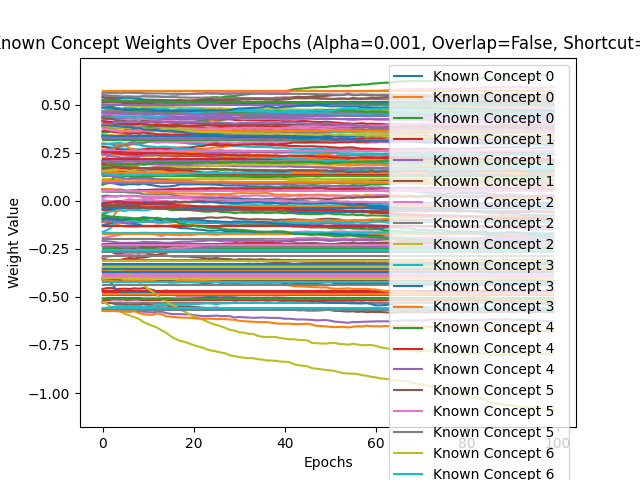 Known Concept Weights Over Epochs (Alpha=0.001, Overlap=False, Shortcut=
Weight Value
0.50
0.25
0.00
−0.25
−0.50
−0.75
−1.00
Known Concept 0
Known Concept 0
Known Concept 0
Known Concept 1
Known Concept 1
Known Concept 1
Known Concept 2
Known Concept 2
Known Concept 2
Known Concept 3
Known Concept 3
Known Concept 3
Known Concept 4
Known Concept 4
Known Concept 4
Known Concept 5
Known Concept 5
Known Concept 5
Known Concept 6
Known Concept 6
0 20 40 60 80 100
Epochs